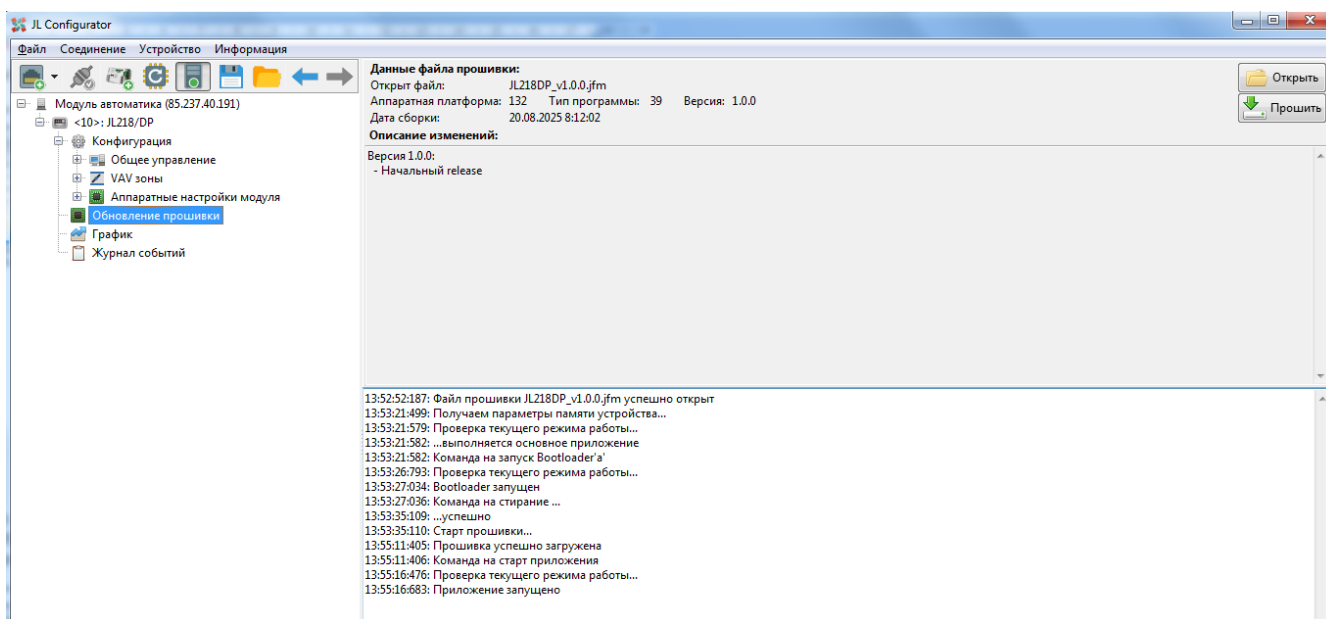 JL Configurator
Файл Соединение Устройство Информация
Модуль автоматика (85.237.40.191)
<10>: JL218/DP
Конфигурация
Общее управление
VAV зоны
Аппаратные настройки модуля
Обновление прошивки
График
Журнал событий
Данные файла прошивки:
Открыт файл: JL218DP_v1.0.0.jfm
Аппаратная платформа: 132 Тип программы: 39 Версия: 1.0.0
Дата сборки: 20.08.2025 8:12:02
Описание изменений:
Открыть
Прошить
Версия 1.0.0:
- Начальный release
13:52:52:187: Файл прошивки JL218DP_v1.0.0.jfm успешно открыт
13:53:21:499: Получаем параметры памяти устройства...
13:53:21:579: Проверка текущего режима работы...
13:53:21:582: ...выполняется основное приложение
13:53:21:582: Команда на запуск Bootloader'a'
13:53:26:793: Проверка текущего режима работы...
13:53:27:034: Bootloader запущен
13:53:27:036: Команда на стирание ...
13:53:35:109: ...успешно
13:53:35:110: Старт прошивки...
13:55:11:405: Прошивка успешно загружена
13:55:11:406: Команда на старт приложения
13:55:16:476: Проверка текущего режима работы...
13:55:16:683: Приложение запущено